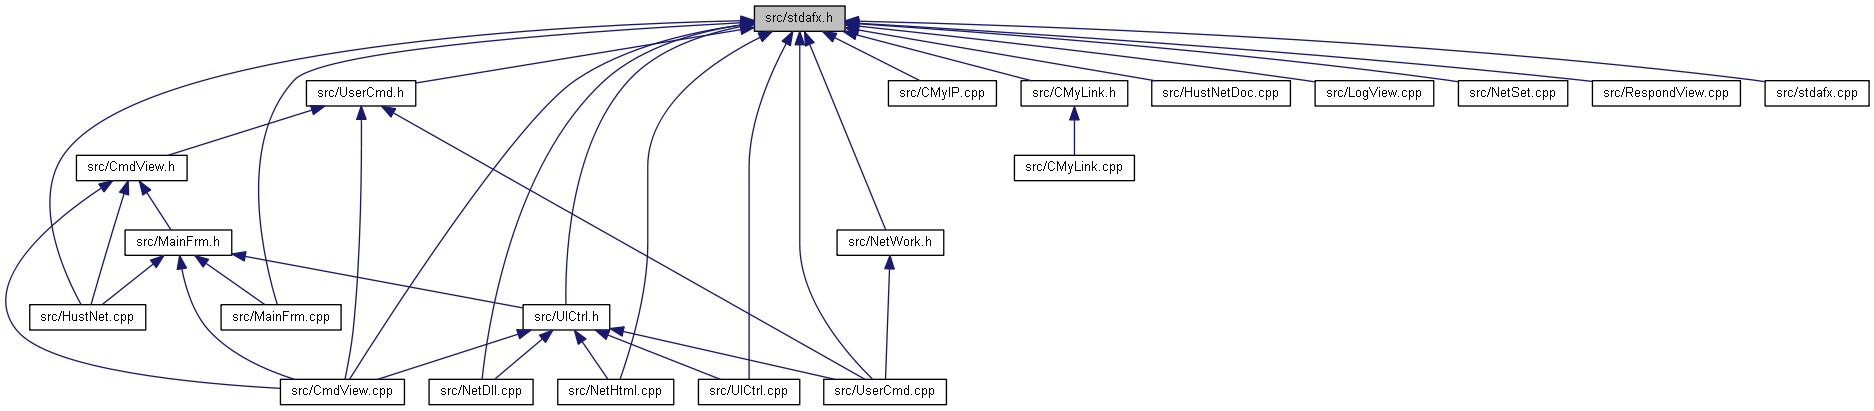 src/stdafx.h
src/UserCmd.h
src/CMyIP.cpp
src/CMyLink.h
src/HustNetDoc.cpp
src/LogView.cpp
src/NetSet.cpp
src/RespondView.cpp
src/stdafx.cpp
src/CmdView.h
src/CMyLink.cpp
src/MainFrm.h
src/NetWork.h
src/HustNet.cpp
src/MainFrm.cpp
src/UICtrl.h
src/CmdView.cpp
src/NetDll.cpp
src/NetHtml.cpp
src/UICtrl.cpp
src/UserCmd.cpp